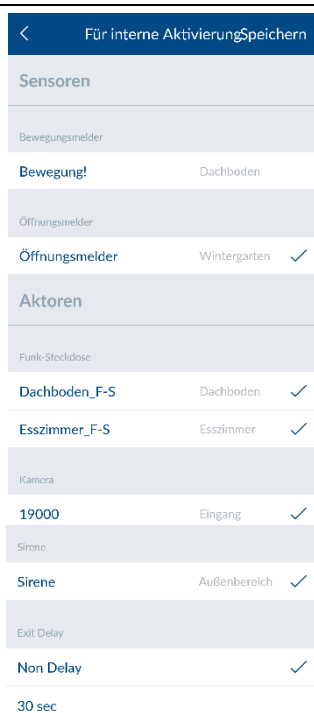 Für interne AktivierungSpeichern
Sensoren
Bewegungsmelder
Bewegung! Dachboden
Öffnungsmelder
Öffnungsmelder Wintergarten
Aktoren
Funk-Steckdose
Dachboden_F-S Dachboden
Esszimmer_F-S Esszimmer
Kamera
19000 Eingang
Sirene
Sirene Außenbereich
Exit Delay
Non Delay
30 sec